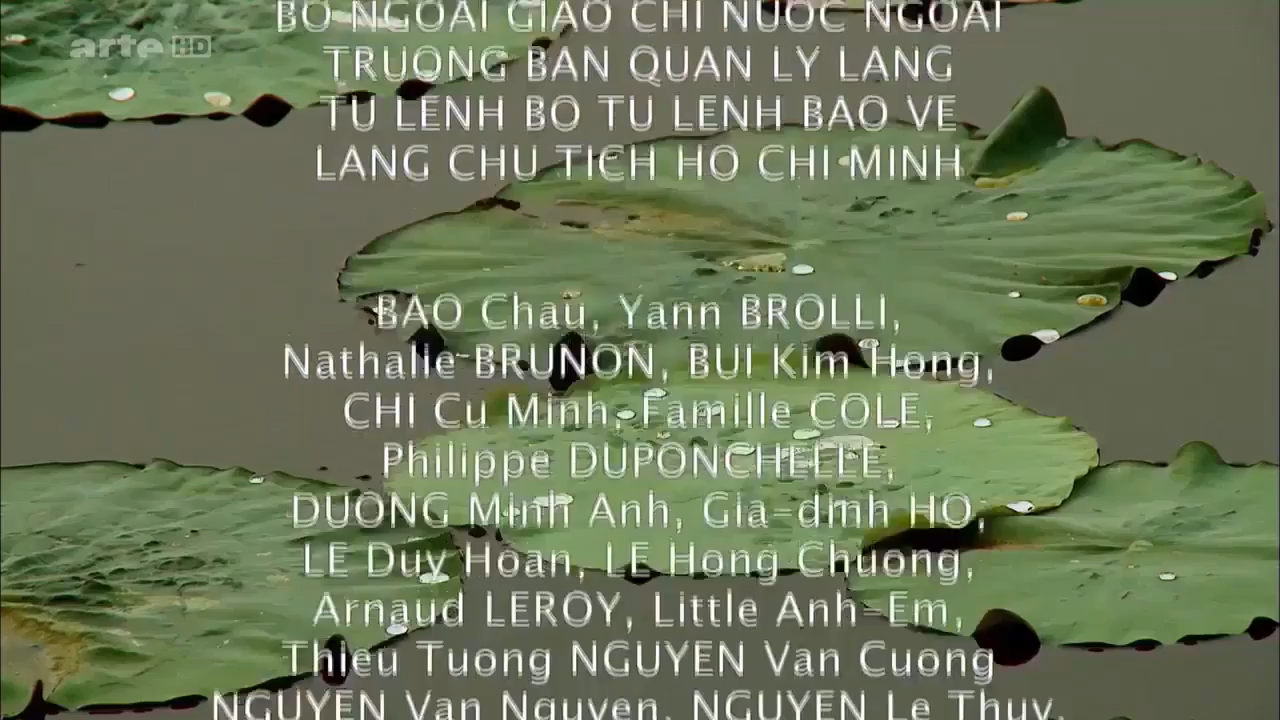 arte HD
BO NGOAI GIAO CHI NUOC NGOAI
TRUONG BAN QUAN LY LANG
TU LENH BO TU LENH BAO VE
LANG CHU TICH HO CHI MINH
BAO Chau, Yann BROLLI,
Nathalie BRUNON, BUI Kim Hong,
CHI Cu Minh, Famille COLE,
Philippe DUPONCHELLE,
DUONG Minh Anh, Gia-dinh HO,
LE Duy Hoan, LE Hong Chuong,
Arnaud LEROY, Little Anh-Em,
Thieu Tuong NGUYEN Van Cuong
NGUYEN Van Nguyen, NGUYEN Le Thuy,